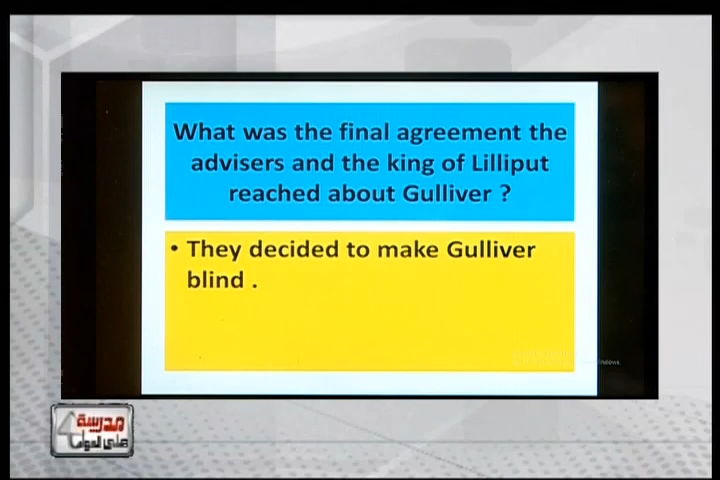 What was the final agreement the
advisers and the king of Lilliput
reached about Gulliver ?
• They decided to make Gulliver
blind .
مدرسة
على الهواء